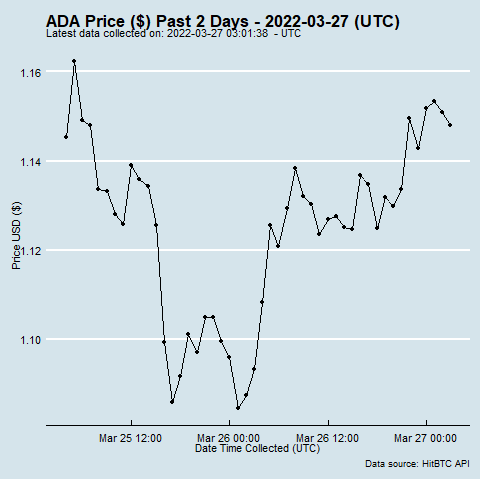 ADA Price ($) Past 2 Days - 2022-03-27 (UTC)
Latest data collected on: 2022-03-27 03:01:38 - UTC
1.16
1.14
1.12
1.10
Price USD ($)
Mar 25 12:00 Mar 26 00:00 Mar 26 12:00 Mar 27 00:00
Date Time Collected (UTC)
Data source: HitBTC API